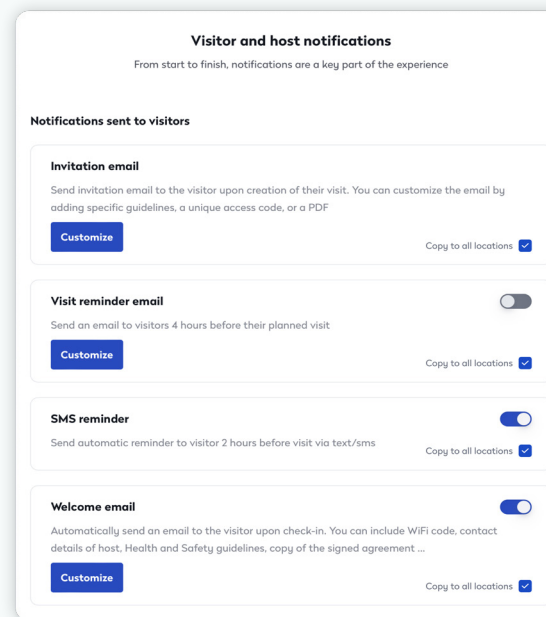 Visitor and host notifications
From start to finish, notifications are a key part of the experience
Notifications sent to visitors
Invitation email
Send invitation email to the visitor upon creation of their visit. You can customize the email by
adding specific guidelines, a unique access code, or a PDF
Customize
Copy to all locations
Visit reminder email
Send an email to visitors 4 hours before their planned visit
Customize
Copy to all locations
SMS reminder
Send automatic reminder to visitor 2 hours before visit via text/sms
Copy to all locations
Welcome email
Automatically send an email to the visitor upon check-in. You can include WiFi code, contact
details of host, Health and Safety guidelines, copy of the signed agreement ...
Customize
Copy to all locations